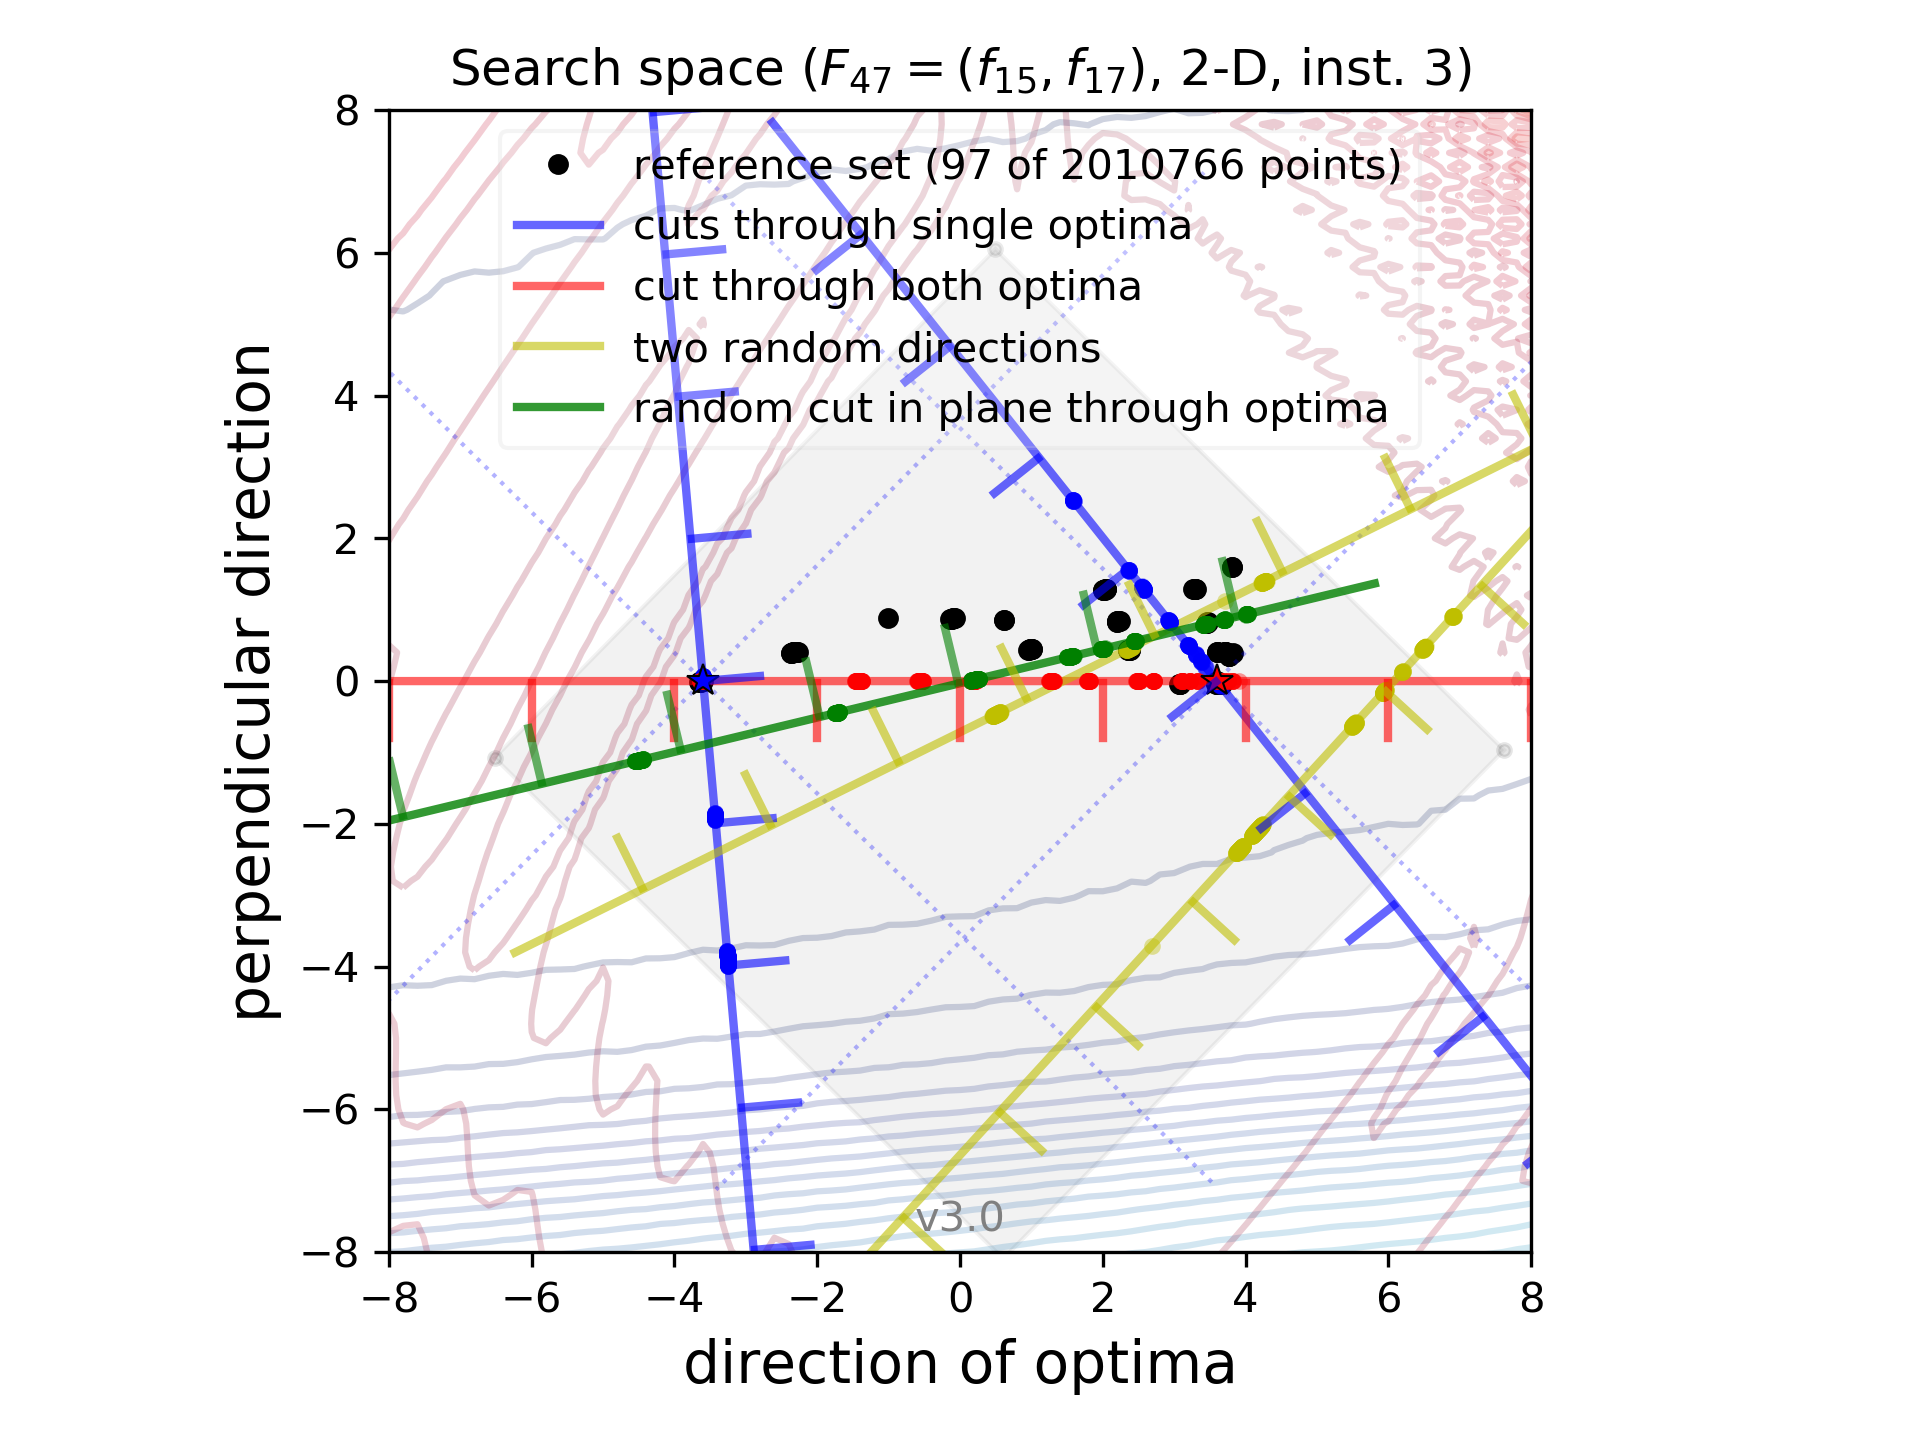 Search space (F47 = (f15, f17), 2-D, inst. 3)
reference set (97 of 2010766 points)
cuts through single optima
cut through both optima
two random directions
random cut in plane through optima
8
6
4
2
0
−2
−4
−6
−8
perpendicular direction
v3.0
−8 −6 −4 −2 0 2 4 6 8
direction of optima